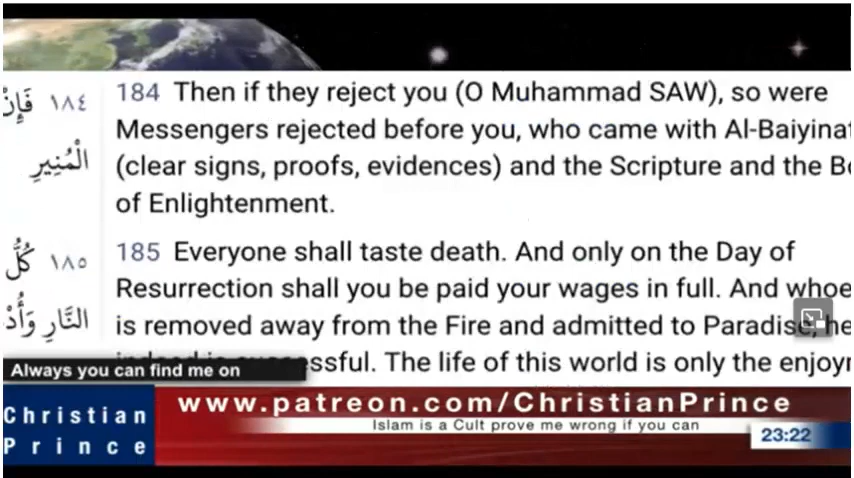 فَإِنْ ١٨٤
الْمُنِيرِ
كُلُّ ١٨٥
النَّارِ وَأُدْ
184 Then if they reject you (O Muhammad SAW), so were
Messengers rejected before you, who came with Al-Baiyina
(clear signs, proofs, evidences) and the Scripture and the B
of Enlightenment.
185 Everyone shall taste death. And only on the Day of
Resurrection shall you be paid your wages in full. And whoe
is removed away from the Fire and admitted to Paradise, he
indeed is successful. The life of this world is only the enjoy
Always you can find me on
Christian
Prince
www.patreon.com/ChristianPrince
Islam is a Cult prove me wrong if you can
23:22